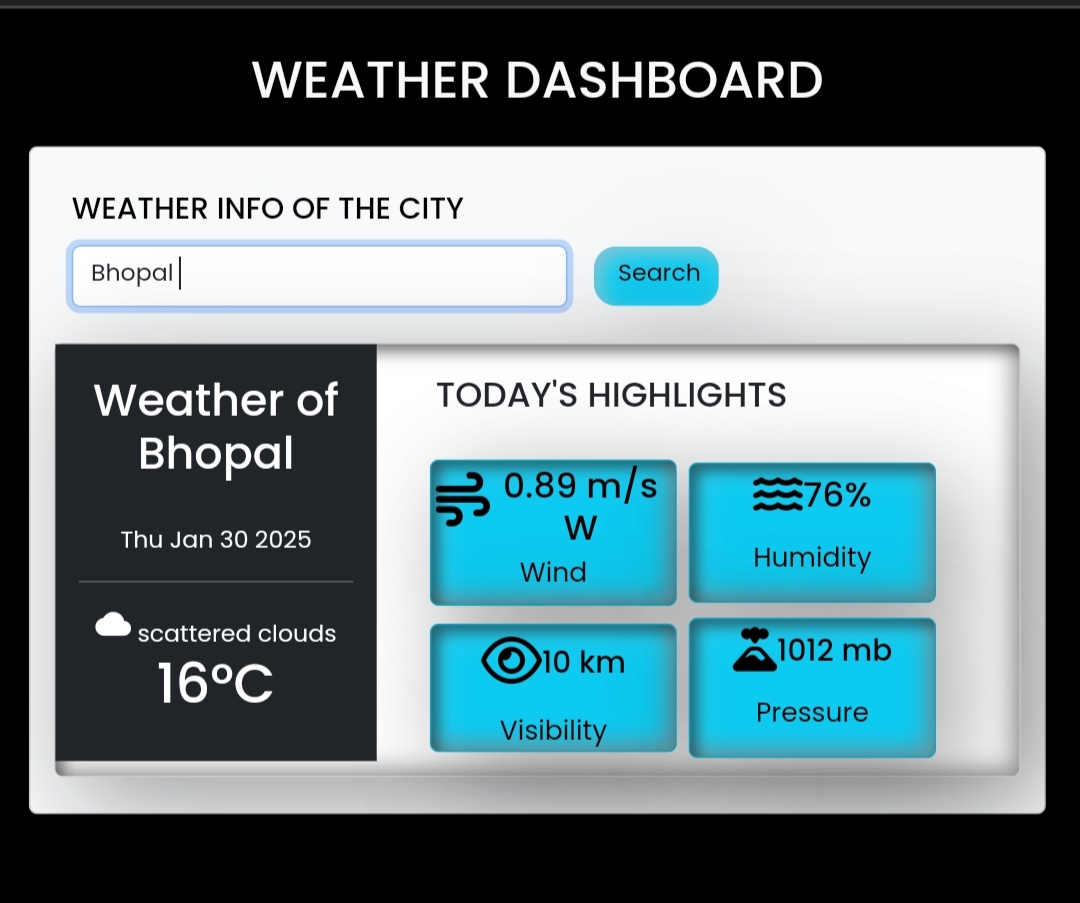 WEATHER DASHBOARD
WEATHER INFO OF THE CITY
Bhopal
Search
Weather of
Bhopal
Thu Jan 30 2025
scattered clouds
16°C
TODAY'S HIGHLIGHTS
0.89 m/s
W
Wind
76%
Humidity
10 km
Visibility
1012 mb
Pressure